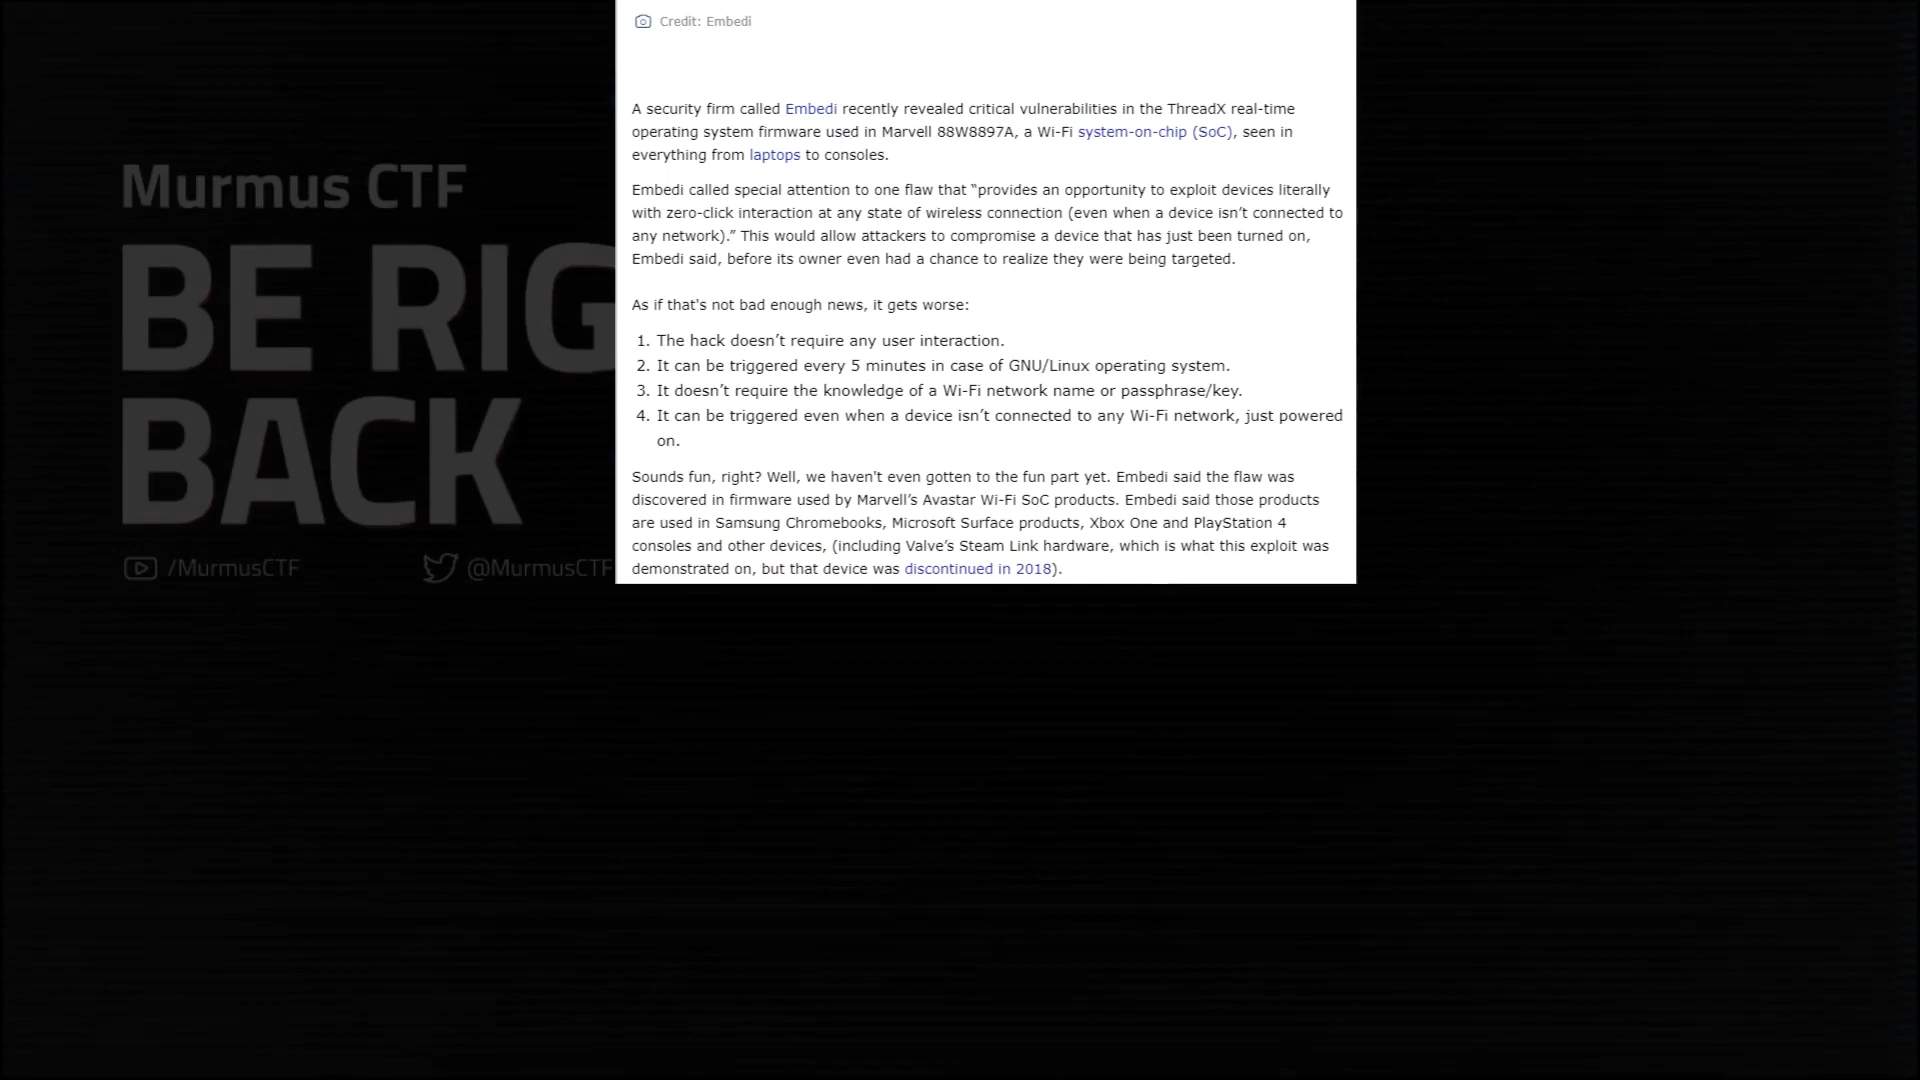 Credit: Embedi
A security firm called Embedi recently revealed critical vulnerabilities in the ThreadX real-time
operating system firmware used in Marvell 88W8897A, a Wi-Fi system-on-chip (SoC), seen in
everything from laptops to consoles.
Embedi called special attention to one flaw that “provides an opportunity to exploit devices literally
with zero-click interaction at any state of wireless connection (even when a device isn’t connected to
any network).” This would allow attackers to compromise a device that has just been turned on,
Embedi said, before its owner even had a chance to realize they were being targeted.
As if that's not bad enough news, it gets worse:
1. The hack doesn’t require any user interaction.
2. It can be triggered every 5 minutes in case of GNU/Linux operating system.
3. It doesn’t require the knowledge of a Wi-Fi network name or passphrase/key.
4. It can be triggered even when a device isn’t connected to any Wi-Fi network, just powered
on.
Sounds fun, right? Well, we haven't even gotten to the fun part yet. Embedi said the flaw was
discovered in firmware used by Marvell’s Avastar Wi-Fi SoC products. Embedi said those products
are used in Samsung Chromebooks, Microsoft Surface products, Xbox One and PlayStation 4
consoles and other devices, (including Valve’s Steam Link hardware, which is what this exploit was
demonstrated on, but that device was discontinued in 2018).
Murmus CTF
BE RIG
BACK
/MurmusCTF
@MurmusCTF